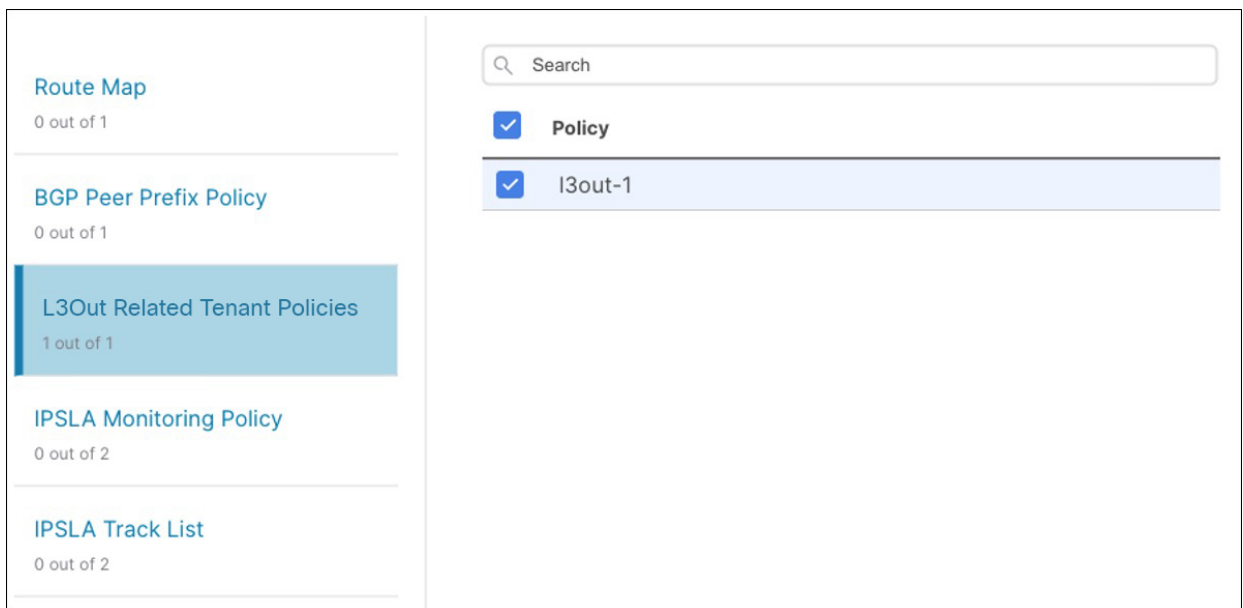 Route Map
0 out of 1
BGP Peer Prefix Policy
0 out of 1
L3Out Related Tenant Policies
1 out of 1
IPSLA Monitoring Policy
0 out of 2
IPSLA Track List
0 out of 2
Search
Policy
l3out-1